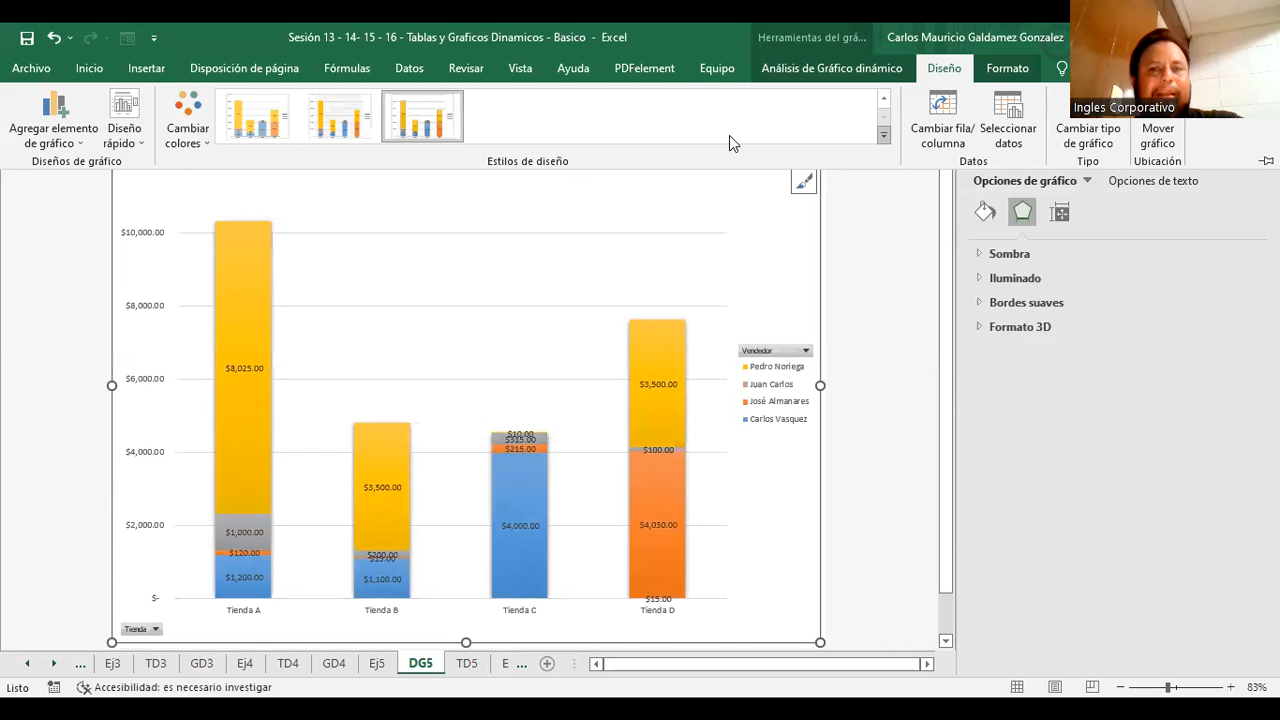 Sesión 13 - 14- 15 - 16 - Tablas y Graficos Dinamicos - Basico - Excel
Herramientas del grá...
Carlos Mauricio Galdamez Gonzalez
Archivo Inicio Insertar Disposición de página Fórmulas Datos Revisar Vista Ayuda PDFelement Equipo Análisis de Gráfico dinámico Diseño Formato
Ingles Corporativo
Agregar elemento de gráfico
Diseño rápido
Cambiar colores
Cambiar fila/columna
Seleccionar datos
Cambiar tipo de gráfico
Mover gráfico
Diseños de gráfico
Estilos de diseño
Datos
Tipo
Ubicación
Opciones de gráfico
Opciones de texto
Sombra
Iluminado
Bordes suaves
Formato 3D
$10,000.00
$8,000.00
$6,000.00
$4,000.00
$2,000.00
$-
$8,025.00
$1,000.00
$120.00
$1,200.00
$3,500.00
$200.00
$15.00
$1,100.00
$10.00
$315.00
$215.00
$4,000.00
$3,500.00
$100.00
$4,030.00
$15.00
Tienda A Tienda B Tienda C Tienda D
Vendedor
Pedro Noriega
Juan Carlos
José Almanares
Carlos Vasquez
Tienda
... Ej3 TD3 GD3 Ej4 TD4 GD4 Ej5 DG5 TD5 E ...
Listo
Accesibilidad: es necesario investigar
83%